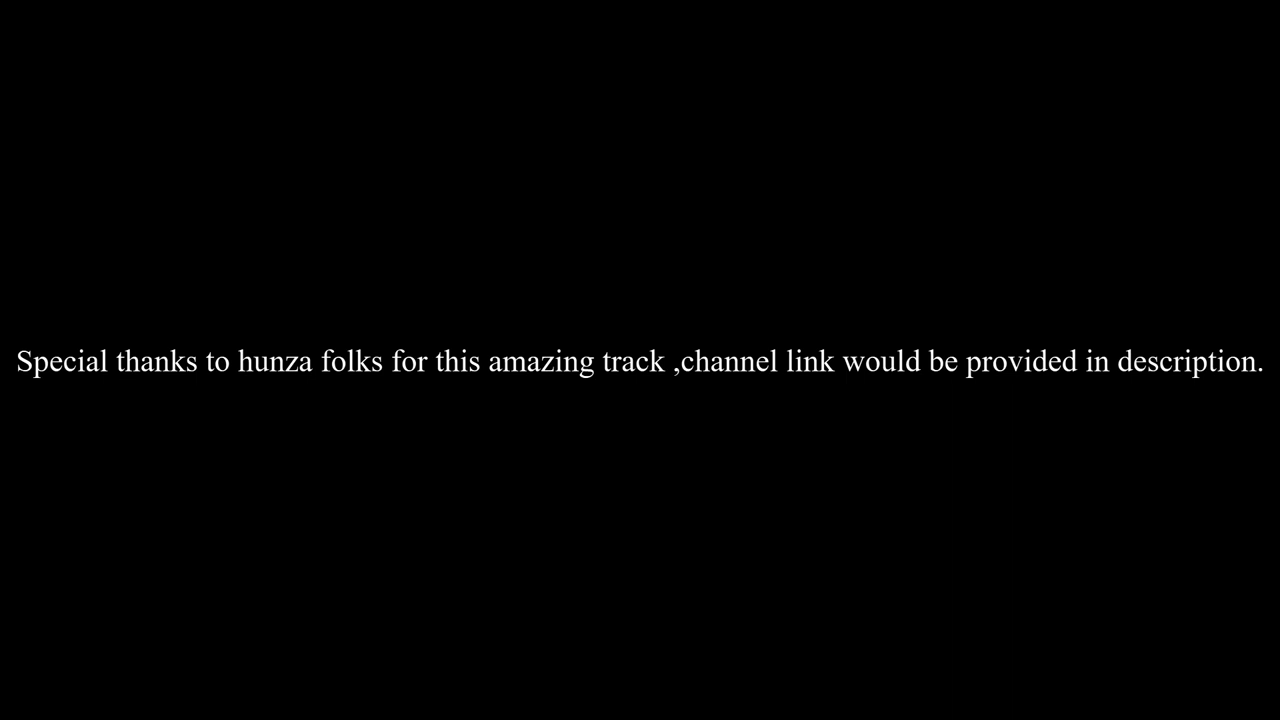 Special thanks to hunza folks for this amazing track ,channel link would be provided in description.